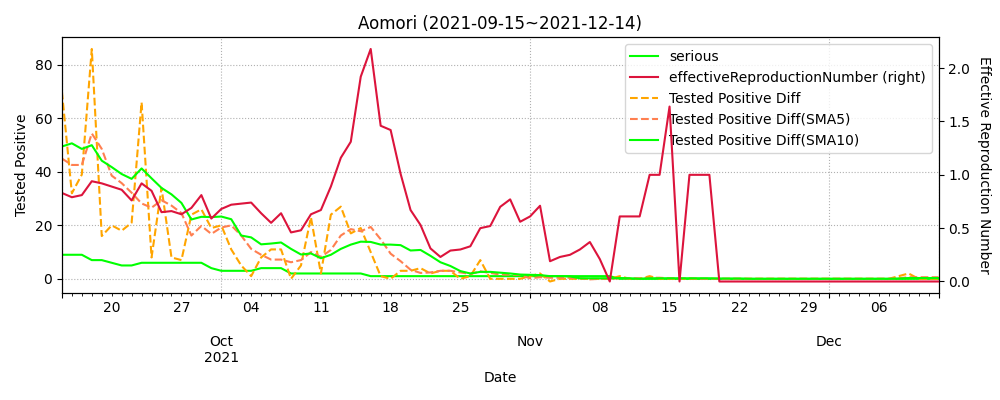 Aomori (2021-09-15~2021-12-14)
serious
effectiveReproductionNumber (right)
Tested Positive Diff
Tested Positive Diff(SMA5)
Tested Positive Diff(SMA10)
Tested Positive
80
60
40
20
0
2.0
1.5
1.0
0.5
0.0
Effective Reproduction Number
20 27 04 11 18 25 08 15 22 29 06
Oct Nov Dec
2021
Date